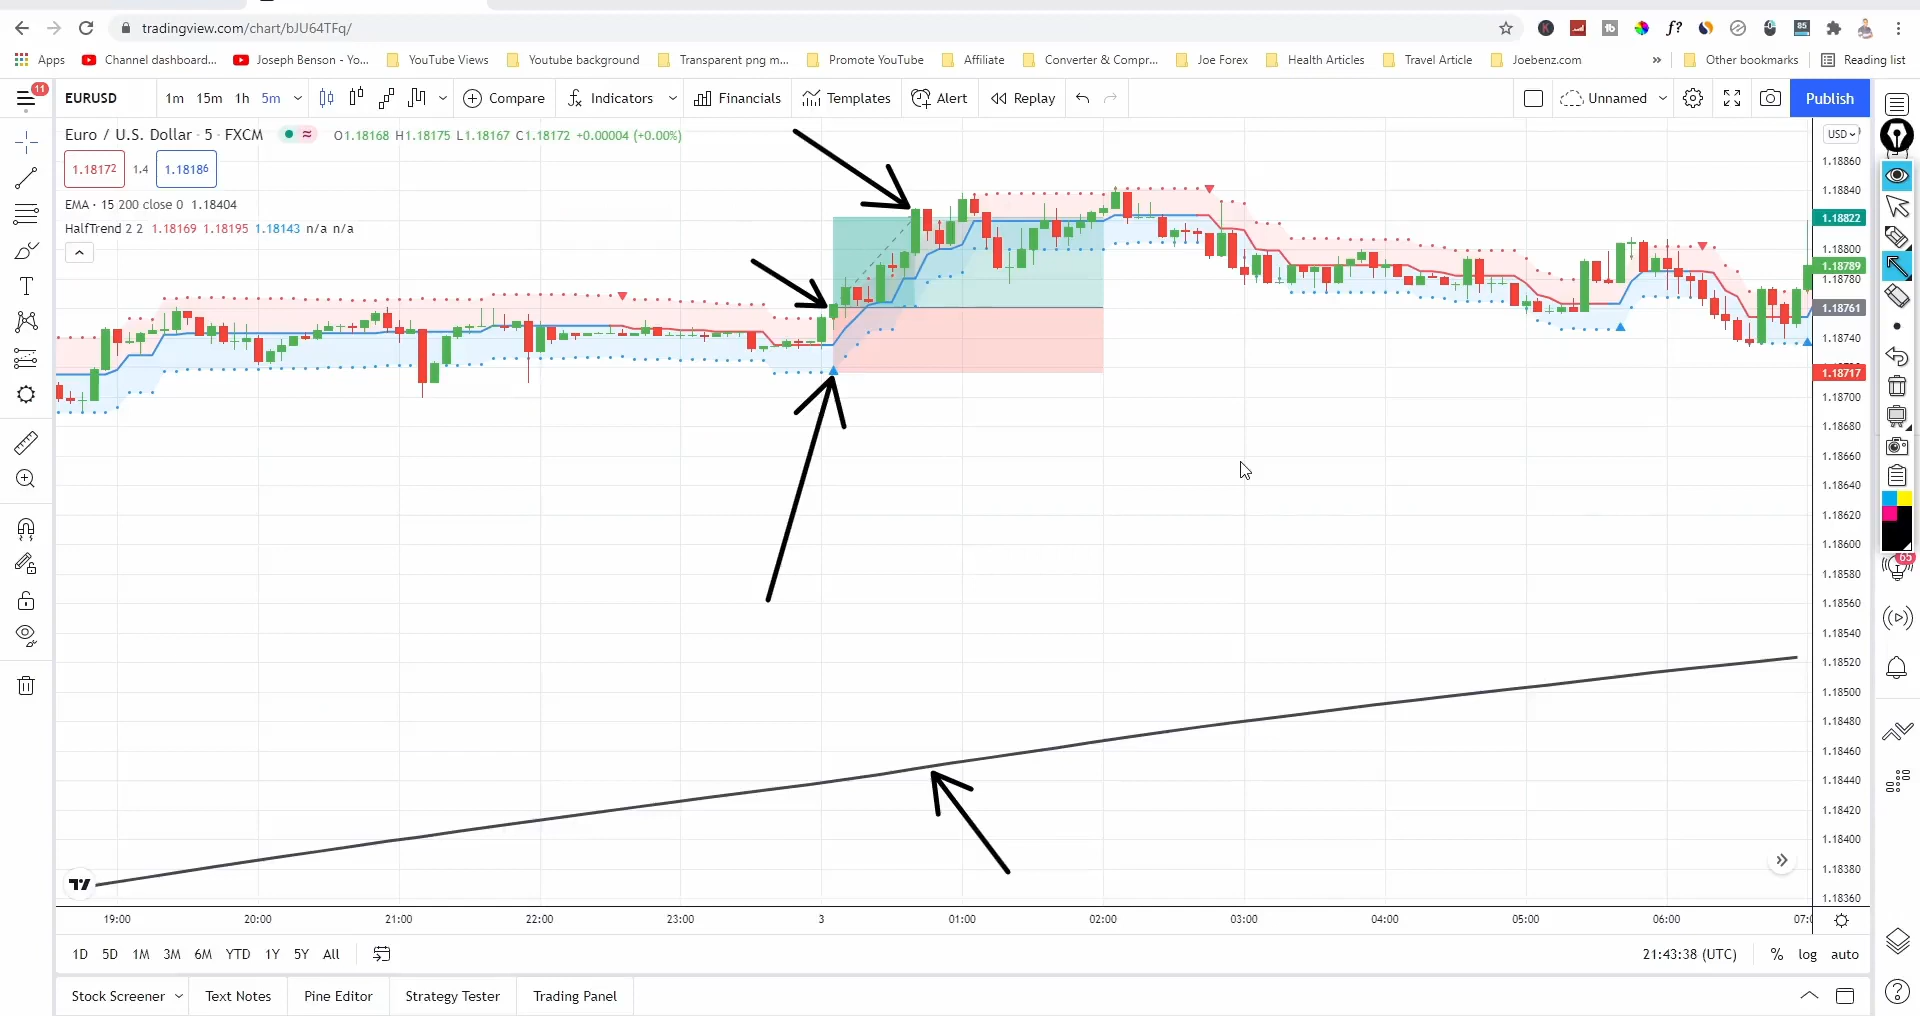 tradingview.com/chart/bJU64TFq/
Apps Channel dashboard... Joseph Benson - Yo... YouTube Views Youtube background Transparent png m... Promote YouTube Affiliate Converter & Compr... Joe Forex Health Articles Travel Article Joebenz.com » Other bookmarks Reading list
11 EURUSD 1m 15m 1h 5m Compare Indicators Financials Templates Alert Replay Unnamed Publish
Euro / U.S. Dollar · 5 · FXCM O1.18168 H1.18175 L1.18167 C1.18172 +0.00004 (+0.00%)
USD
1.18172 1.4 1.18186
EMA · 15 200 close 0 1.18404
HalfTrend 2 2 1.18169 1.18195 1.18143 n/a n/a
1.18860
1.18840
1.18822
1.18800
1.18789
1.18780
1.18761
1.18740
1.18717
1.18700
1.18680
1.18660
1.18640
1.18620
1.18600
1.18580
1.18560
1.18540
1.18520
1.18500
1.18480
1.18460
1.18440
1.18420
1.18400
1.18380
1.18360
85
65
19:00 20:00 21:00 22:00 23:00 3 01:00 02:00 03:00 04:00 05:00 06:00
1D 5D 1M 3M 6M YTD 1Y 5Y All 21:43:38 (UTC) % log auto
Stock Screener Text Notes Pine Editor Strategy Tester Trading Panel